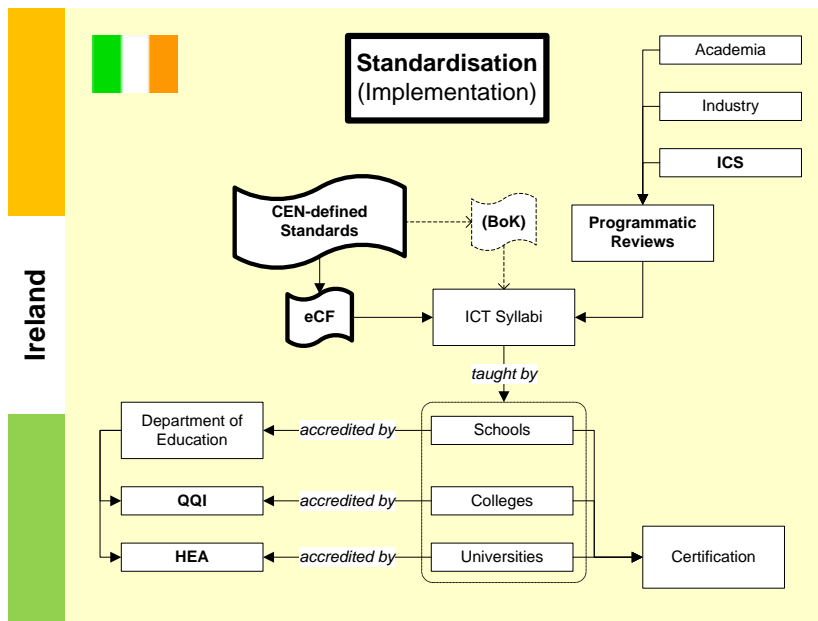 Standardisation
(Implementation)
Academia
Industry
ICS
Programmatic
Reviews
CEN-defined
Standards
(BoK)
eCF
ICT Syllabi
Ireland
taught by
Department of
Education
accredited by
Schools
QQI
accredited by
Colleges
HEA
accredited by
Universities
Certification